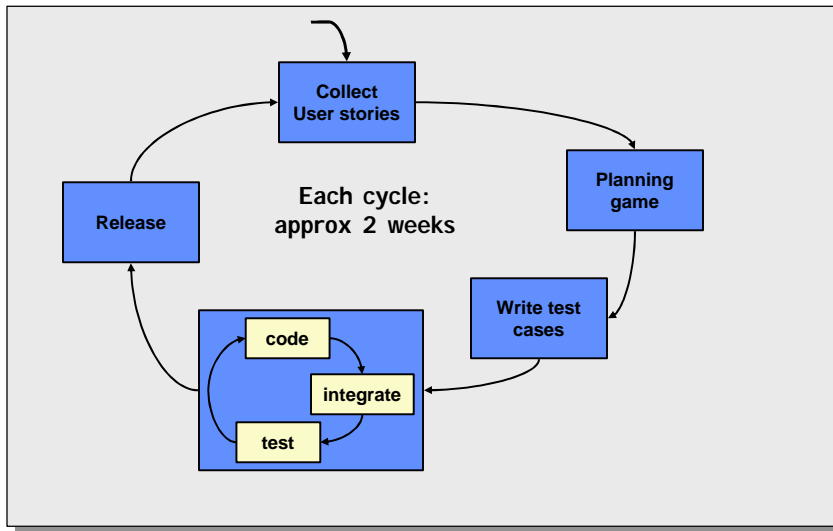 Collect
User stories
Planning
game
Each cycle:
approx 2 weeks
Release
Write test
cases
code
integrate
test